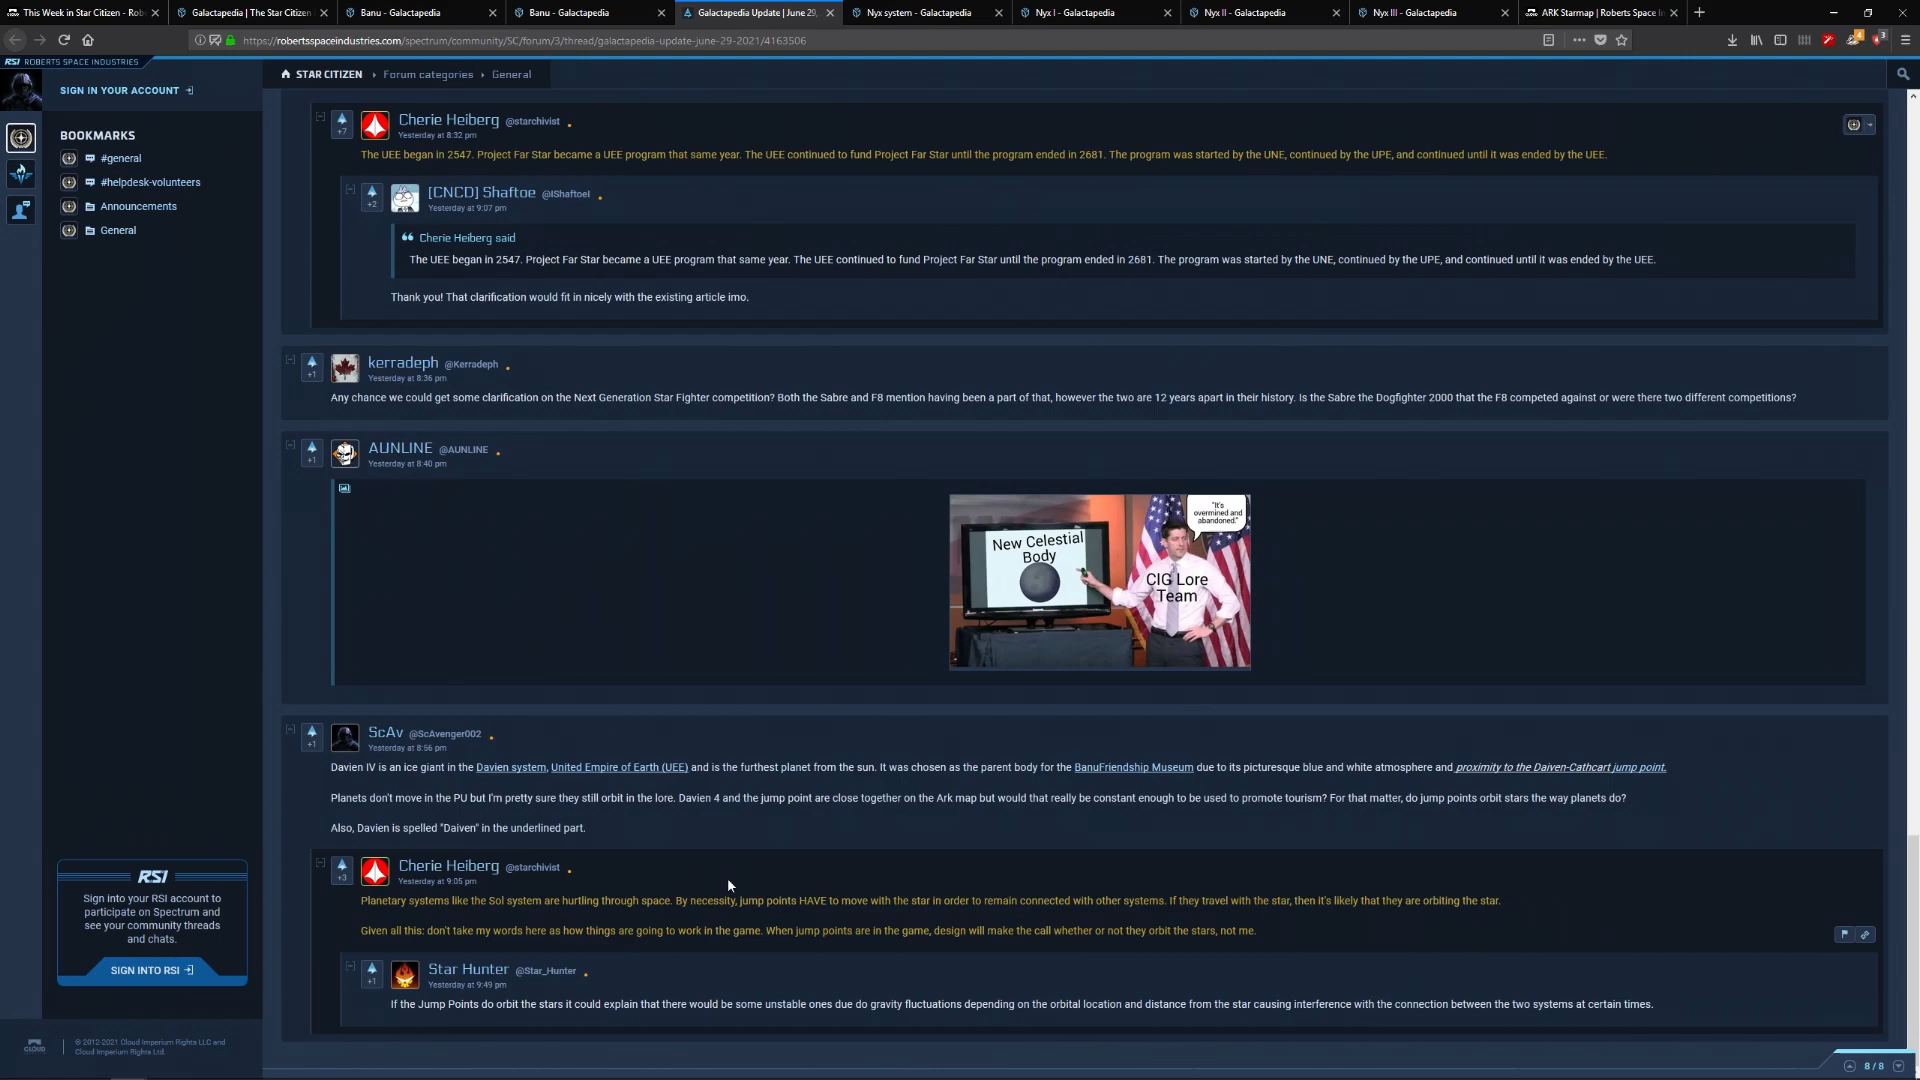 This Week in Star Citizen - Rob
Galactapedia | The Star Citizen
Banu - Galactapedia
Banu - Galactapedia
Galactapedia Update | June 29,
Nyx system - Galactapedia
Nyx I - Galactapedia
Nyx II - Galactapedia
Nyx III - Galactapedia
ARK Starmap | Roberts Space In
https://robertsspaceindustries.com/spectrum/community/SC/forum/3/thread/galactapedia-update-june-29-2021/4163506
RSI ROBERTS SPACE INDUSTRIES
SIGN IN YOUR ACCOUNT
STAR CITIZEN › Forum categories › General
BOOKMARKS
#general
#helpdesk-volunteers
Announcements
General
+7
Cherie Heiberg @starchivist
Yesterday at 8:32 pm
The UEE began in 2547. Project Far Star became a UEE program that same year. The UEE continued to fund Project Far Star until the program ended in 2681. The program was started by the UNE, continued by the UPE, and continued until it was ended by the UEE.
+2
[CNCD] Shaftoe @IShaftoeI
Yesterday at 9:07 pm
Cherie Heiberg said
The UEE began in 2547. Project Far Star became a UEE program that same year. The UEE continued to fund Project Far Star until the program ended in 2681. The program was started by the UNE, continued by the UPE, and continued until it was ended by the UEE.
Thank you! That clarification would fit in nicely with the existing article imo.
+1
kerradeph @Kerradeph
Yesterday at 8:36 pm
Any chance we could get some clarification on the Next Generation Star Fighter competition? Both the Sabre and F8 mention having been a part of that, however the two are 12 years apart in their history. Is the Sabre the Dogfighter 2000 that the F8 competed against or were there two different competitions?
+1
AUNLINE @AUNLINE
Yesterday at 8:40 pm
"It's
overmined and
abandoned."
New Celestial
Body
CIG Lore
Team
+1
ScAv @ScAvenger002
Yesterday at 8:56 pm
Davien IV is an ice giant in the Davien system, United Empire of Earth (UEE) and is the furthest planet from the sun. It was chosen as the parent body for the BanuFriendship Museum due to its picturesque blue and white atmosphere and proximity to the Daiven-Cathcart jump point.
Planets don't move in the PU but I'm pretty sure they still orbit in the lore. Davien 4 and the jump point are close together on the Ark map but would that really be constant enough to be used to promote tourism? For that matter, do jump points orbit stars the way planets do?
Also, Davien is spelled "Daiven" in the underlined part.
+3
Cherie Heiberg @starchivist
Yesterday at 9:05 pm
Planetary systems like the Sol system are hurtling through space. By necessity, jump points HAVE to move with the star in order to remain connected with other systems. If they travel with the star, then it's likely that they are orbiting the star.
Given all this: don't take my words here as how things are going to work in the game. When jump points are in the game, design will make the call whether or not they orbit the stars, not me.
+1
Star Hunter @Star_Hunter
Yesterday at 9:49 pm
If the Jump Points do orbit the stars it could explain that there would be some unstable ones due do gravity fluctuations depending on the orbital location and distance from the star causing interference with the connection between the two systems at certain times.
RSI
Sign into your RSI account to
participate on Spectrum and
see your community threads
and chats.
SIGN INTO RSI
CLOUD
© 2012-2021 Cloud Imperium Rights LLC and
Cloud Imperium Rights Ltd.
8 / 8